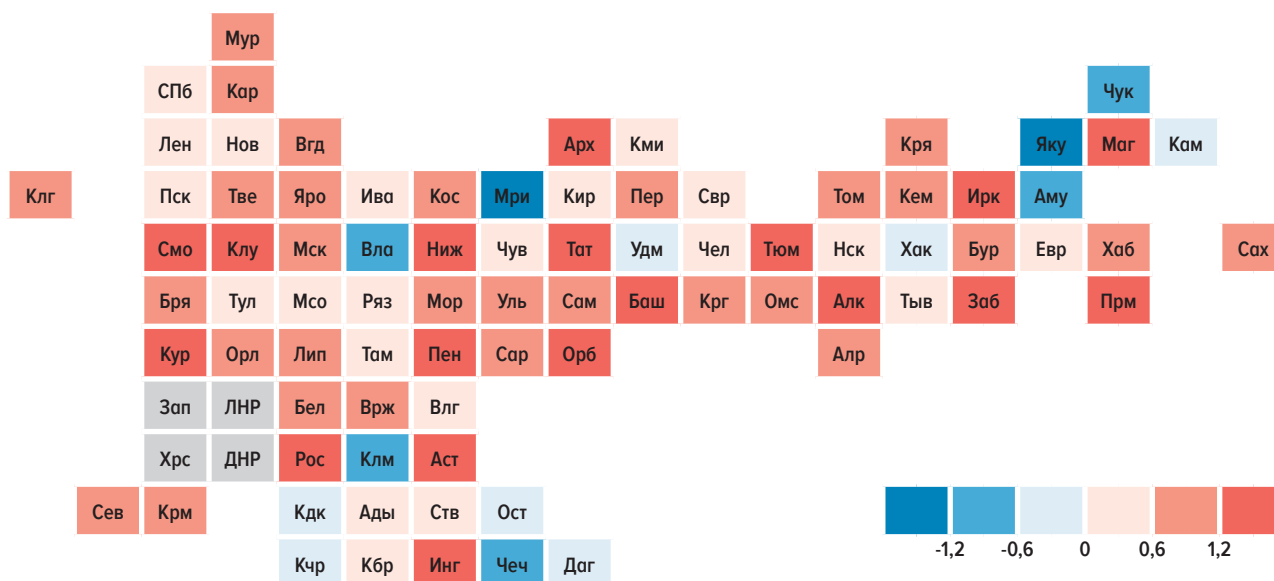 Мур
СПб Кар Чук
Лен Нов Вгд Арх Кми Кря Яку Маг Кам
Клг Пск Тве Яро Ива Кос Мри Кир Пер Свр Том Кем Ирк Аму
Смо Клу Мск Вла Ниж Чув Тат Удм Чел Тюм Нск Хак Бур Евр Хаб Сах
Бря Тул Мсо Ряз Мор Уль Сам Баш Крг Омс Алк Тыв Заб Прм
Кур Орл Лип Там Пен Сар Орб Алр
Зап ЛНР Бел Врж Влг
Хрс ДНР Рос Клм Аст
Сев Крм Кдк Ады Ств Ост
-1,2 -0,6 0 0,6 1,2
Кчр Кбр Инг Чеч Даг